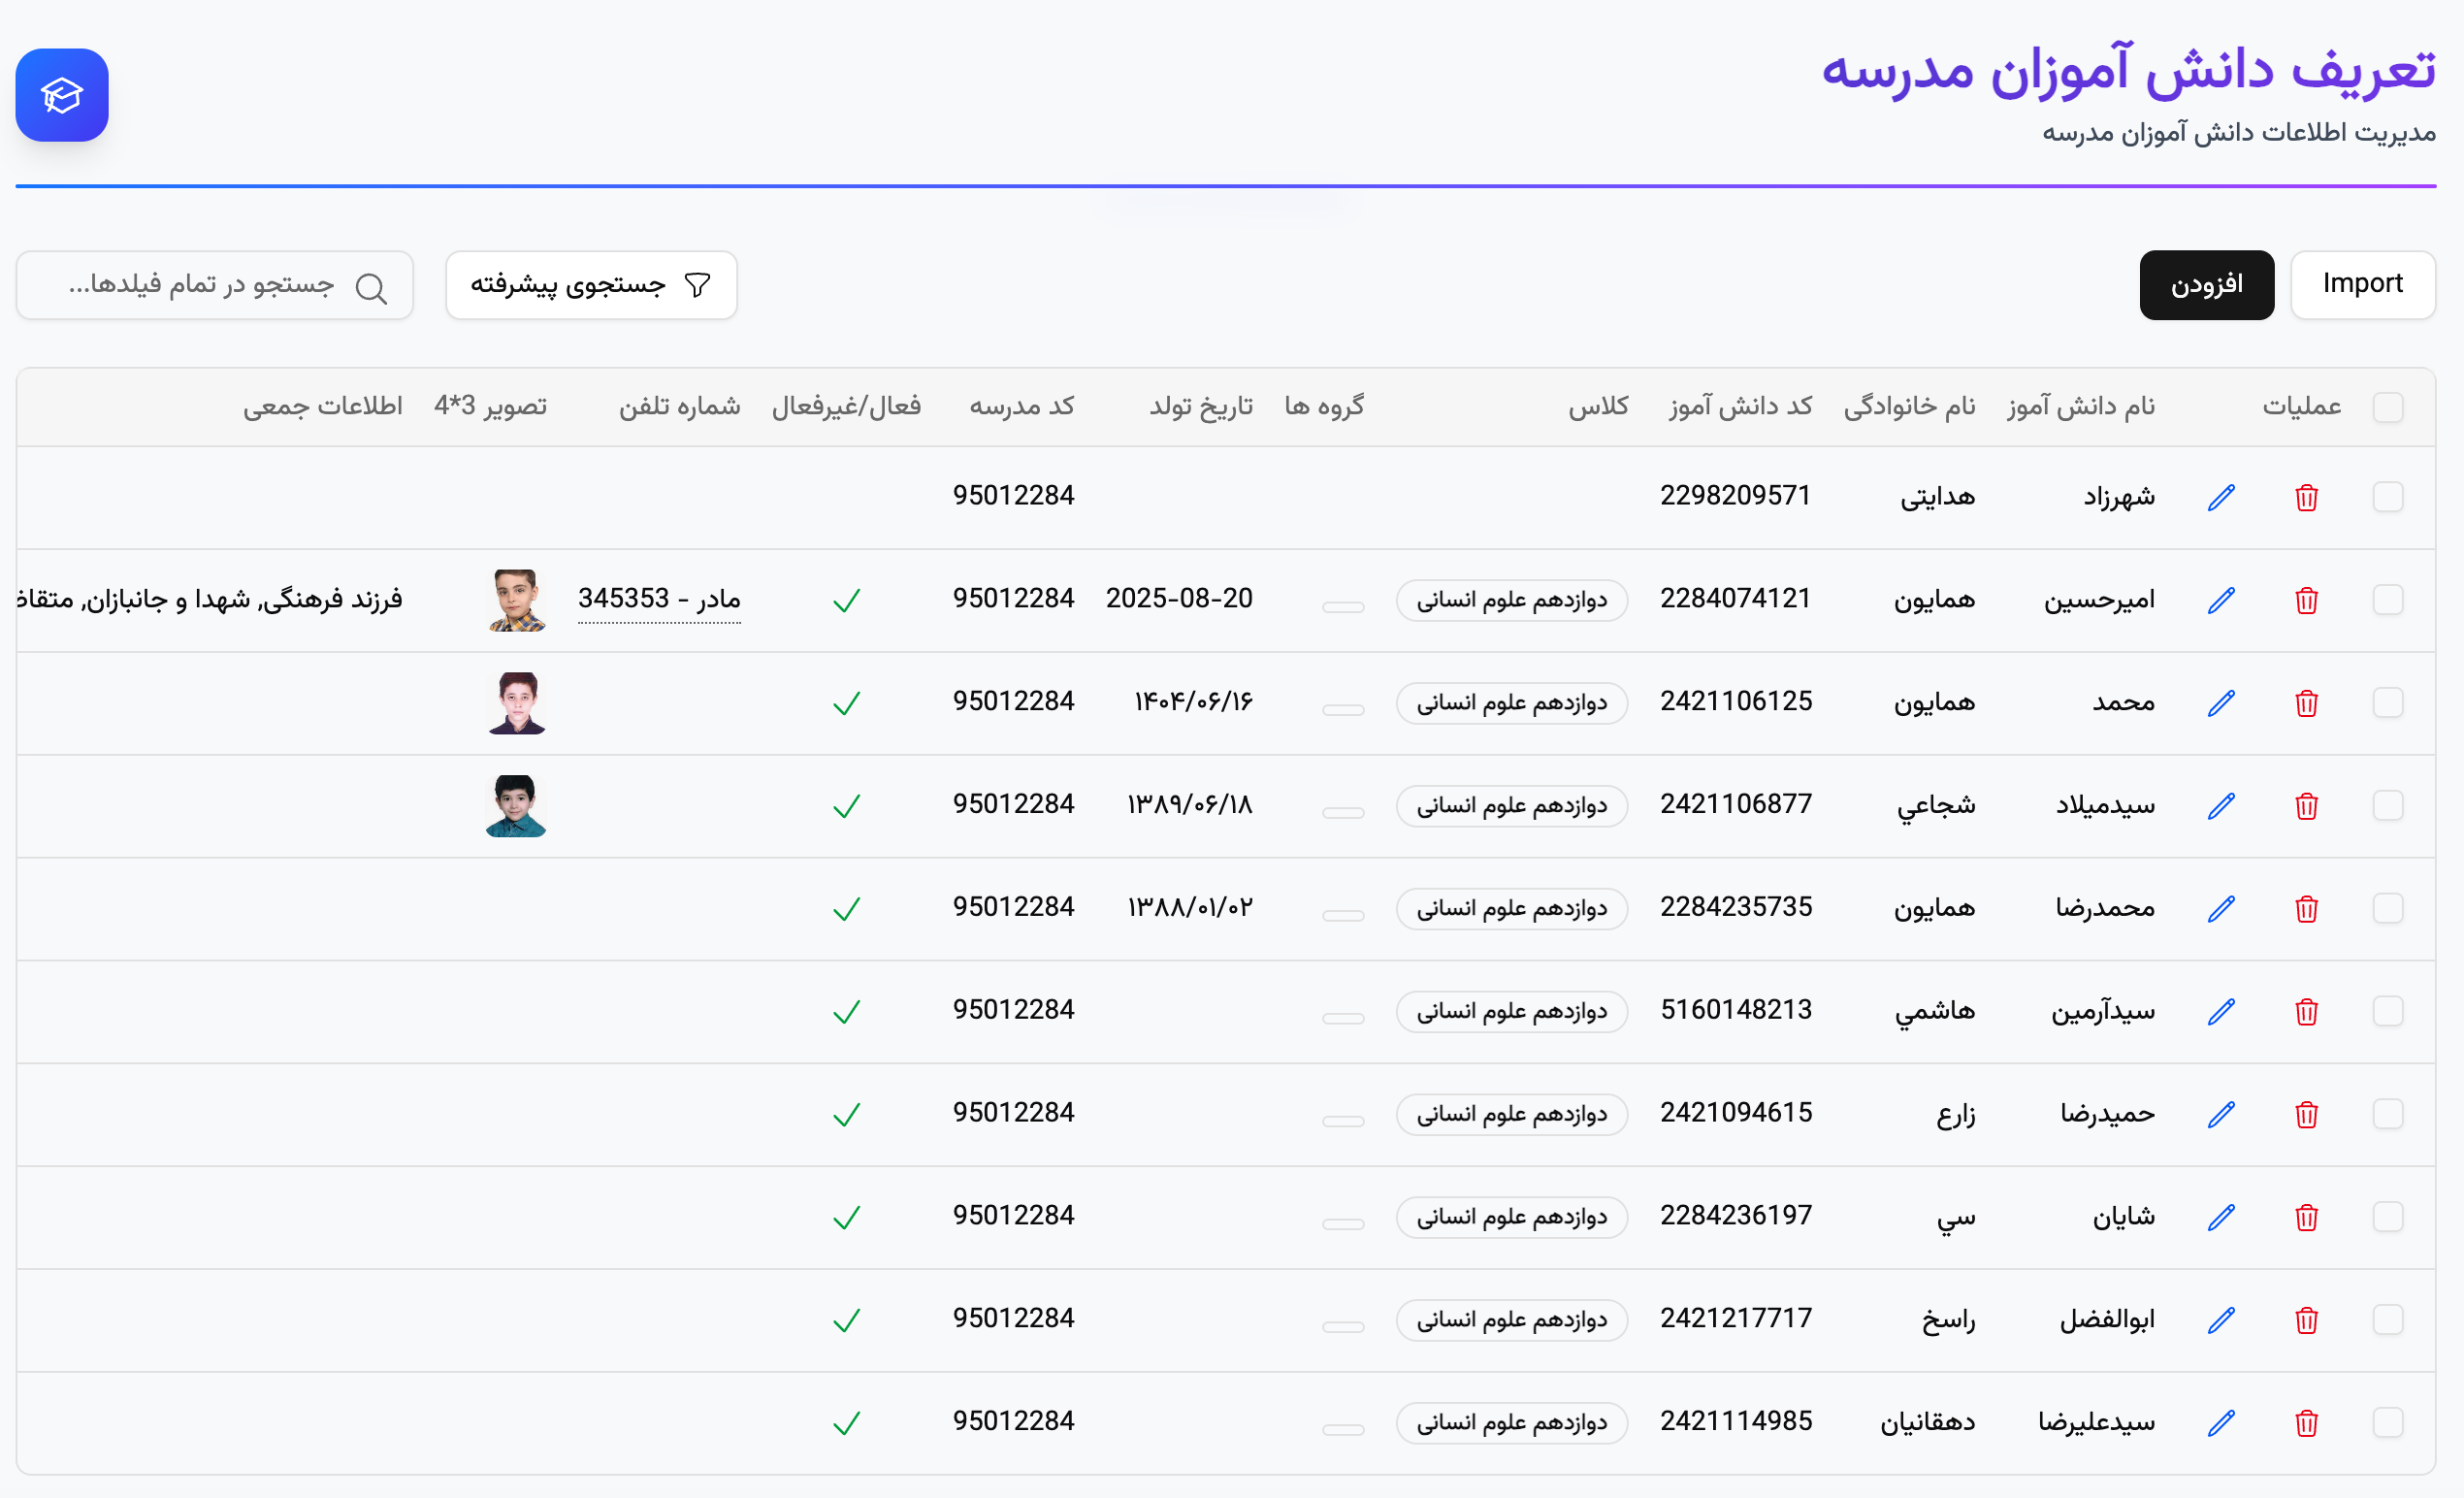 تعریف دانش آموزان مدرسه
مدیریت اطلاعات دانش آموزان مدرسه
Import افزودن جستجوی پیشرفته جستجو در تمام فیلدها...
عملیات نام دانش آموز نام خانوادگی کد دانش آموز کلاس گروه ها تاریخ تولد کد مدرسه فعال/غیرفعال شماره تلفن تصویر 3*4 اطلاعات جمعی
شهرزاد هدایتی 2298209571 95012284
امیرحسین همایون 2284074121 دوازدهم علوم انسانی 2025-08-20 95012284 مادر - 345353 فرزند فرهنگی, شهدا و جانبازان,
محمد همایون 2421106125 دوازدهم علوم انسانی ۱۴۰۴/۰۶/۱۶ 95012284
سیدمیلاد شجاعي 2421106877 دوازدهم علوم انسانی ۱۳۸۹/۰۶/۱۸ 95012284
محمدرضا همایون 2284235735 دوازدهم علوم انسانی ۱۳۸۸/۰۱/۰۲ 95012284
سیدآرمین هاشمي 5160148213 دوازدهم علوم انسانی 95012284
حمیدرضا زارع 2421094615 دوازدهم علوم انسانی 95012284
شایان سي 2284236197 دوازدهم علوم انسانی 95012284
ابوالفضل راسخ 2421217717 دوازدهم علوم انسانی 95012284
سیدعلیرضا دهقانیان 2421114985 دوازدهم علوم انسانی 95012284